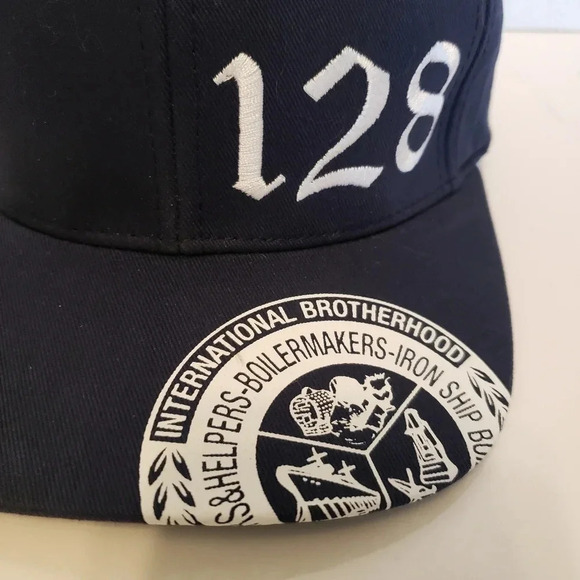 128
INTERNATIONAL BROTHERHOOD
S&HELPERS-BOILERMAKERS-IRON SHIP BU